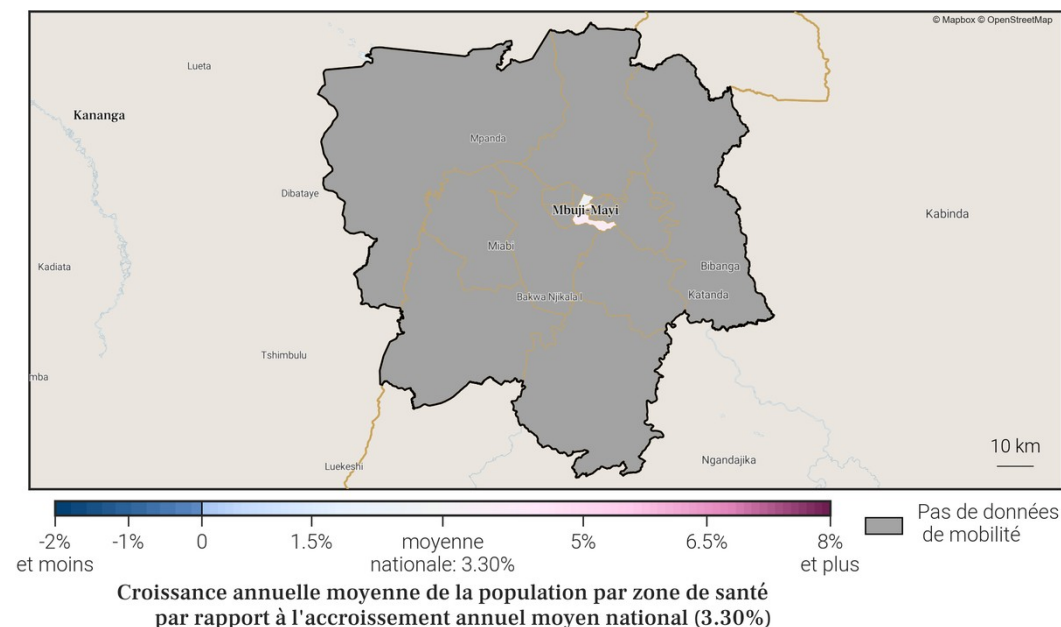 © Mapbox © OpenStreetMap
Lueta
Kananga
Mpanda
Dibataye
Mbuji-Mayi
Kabinda
Miabi
Kadiata
Bibanga
Bakwa Njikala I
Katanda
Tshimbulu
mba
10 km
Luekeshi
Ngandajika
-2%
et moins
-1%
0
1.5%
moyenne
nationale: 3.30%
5%
6.5%
8%
et plus
Pas de données
de mobilité
Croissance annuelle moyenne de la population par zone de santé
par rapport à l'accroissement annuel moyen national (3.30%)